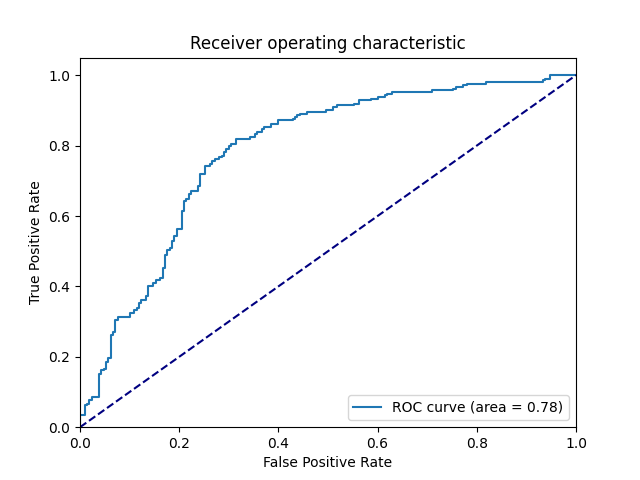 Receiver operating characteristic
True Positive Rate
1.0
0.8
0.6
0.4
0.2
0.0
ROC curve (area = 0.78)
0.0 0.2 0.4 0.6 0.8 1.0
False Positive Rate